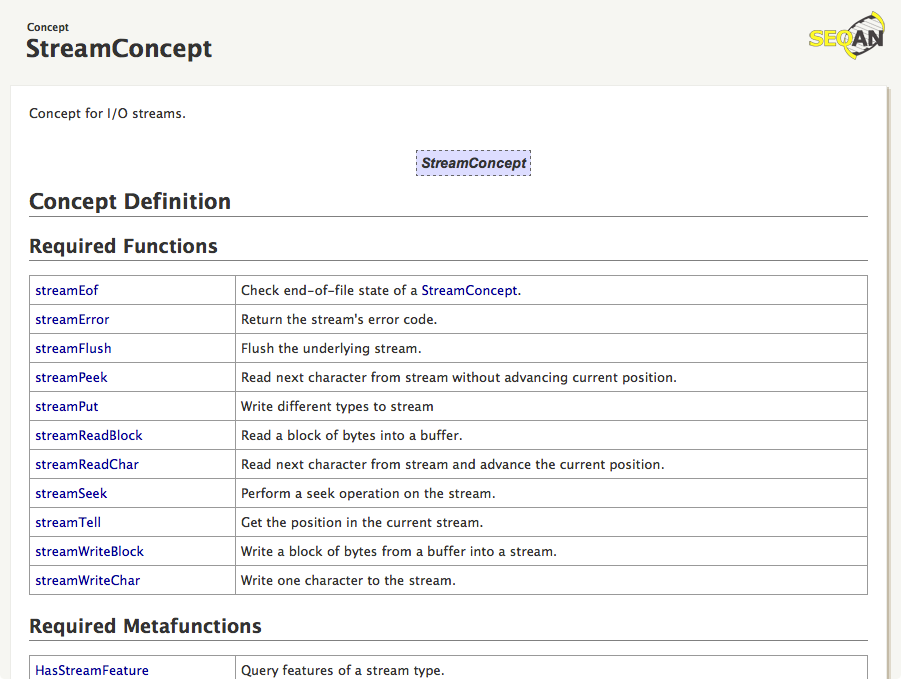 Concept
StreamConcept
SEQAN
Concept for I/O streams.
StreamConcept
Concept Definition
Required Functions
streamEof Check end-of-file state of a StreamConcept.
streamError Return the stream's error code.
streamFlush Flush the underlying stream.
streamPeek Read next character from stream without advancing current position.
streamPut Write different types to stream
streamReadBlock Read a block of bytes into a buffer.
streamReadChar Read next character from stream and advance the current position.
streamSeek Perform a seek operation on the stream.
streamTell Get the position in the current stream.
streamWriteBlock Write a block of bytes from a buffer into a stream.
streamWriteChar Write one character to the stream.
Required Metafunctions
HasStreamFeature Query features of a stream type.